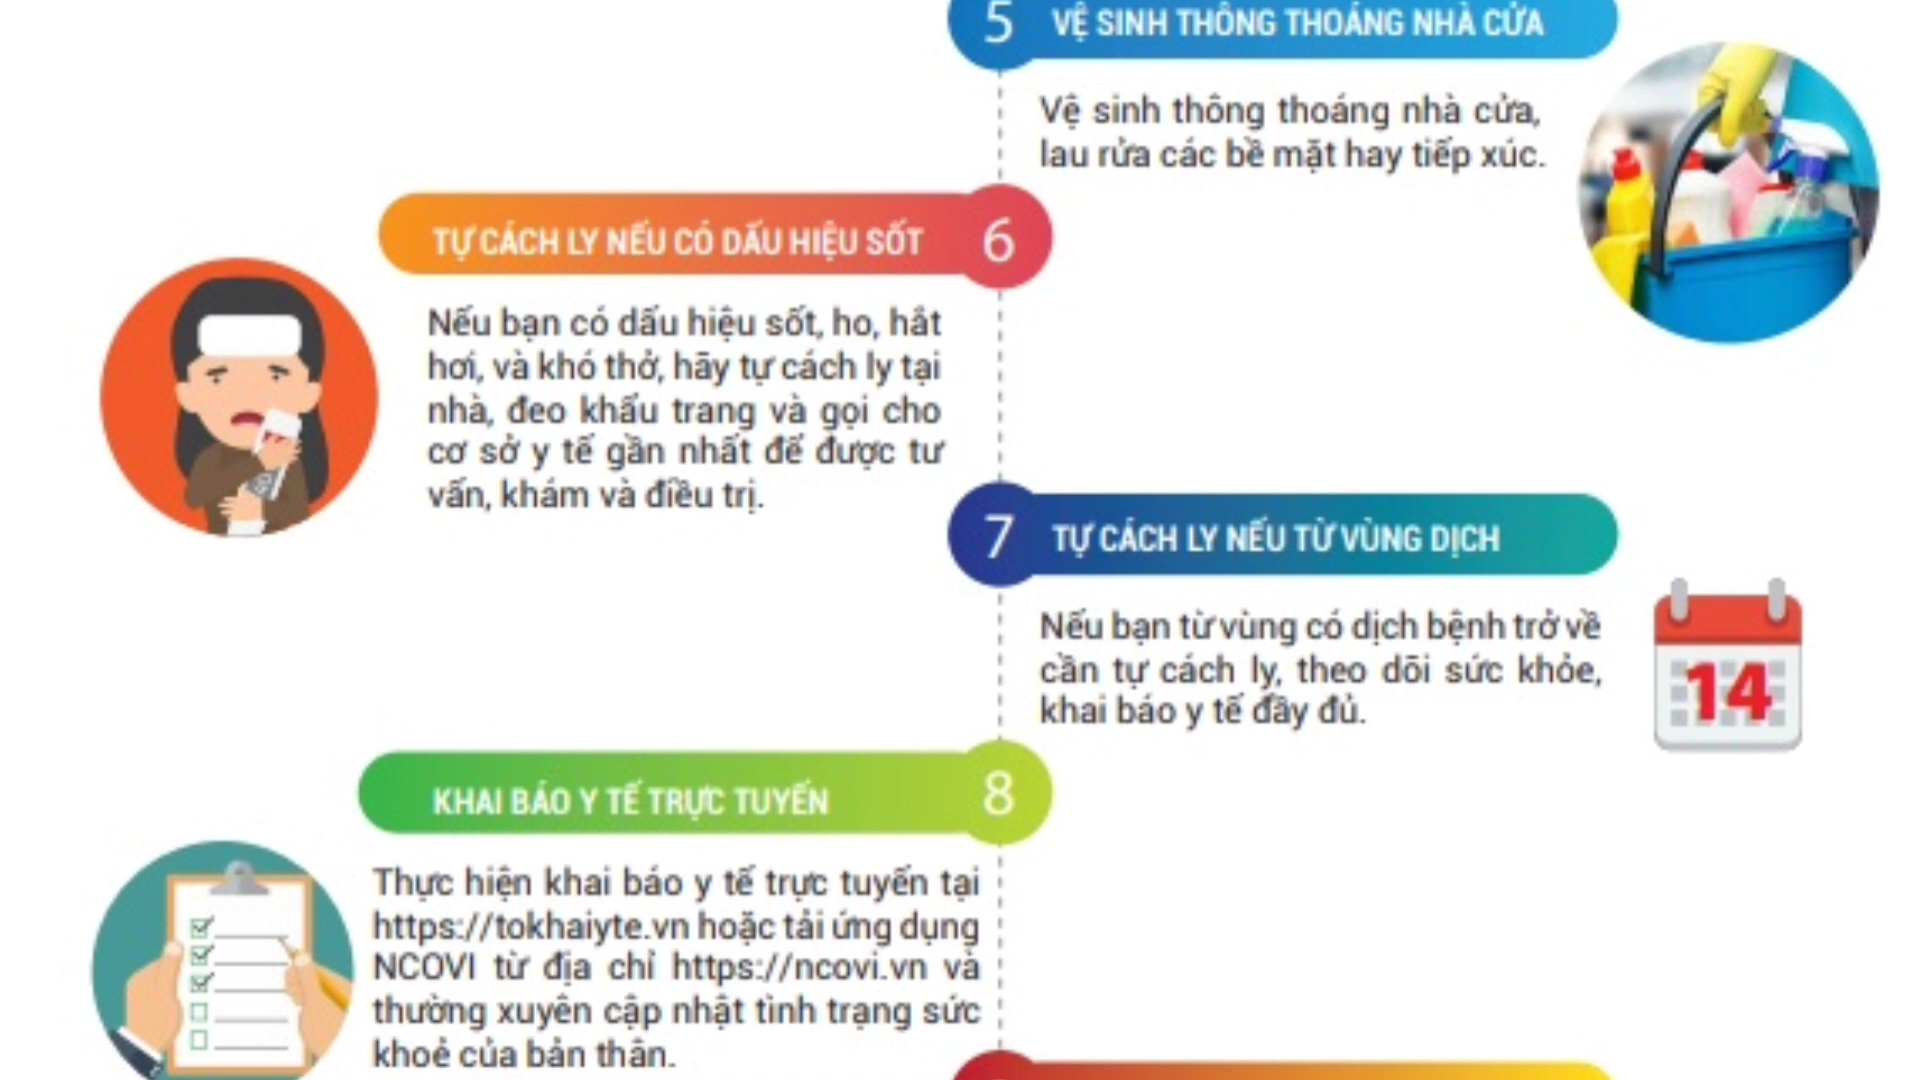 5
VỆ SINH THÔNG THOÁNG NHÀ CỬA
Vệ sinh thông thoáng nhà cửa,
lau rửa các bề mặt hay tiếp xúc.
TỰ CÁCH LY NẾU CÓ DẤU HIỆU SỐT
6
Nếu bạn có dấu hiệu sốt, ho, hắt
hơi, và khó thở, hãy tự cách ly tại
nhà, đeo khẩu trang và gọi cho
cơ sở y tế gần nhất để được tư
vấn, khám và điều trị.
7
TỰ CÁCH LY NẾU TỪ VÙNG DỊCH
Nếu bạn từ vùng có dịch bệnh trở về
cần tự cách ly, theo dõi sức khỏe,
khai báo y tế đầy đủ.
14
KHAI BÁO Y TẾ TRỰC TUYẾN
8
Thực hiện khai báo y tế trực tuyến tại
https://tokhaiyte.vn hoặc tải ứng dụng
NCOVI từ địa chỉ https://ncovi.vn và
thường xuyên cập nhật tình trạng sức
khoẻ của bản thân.